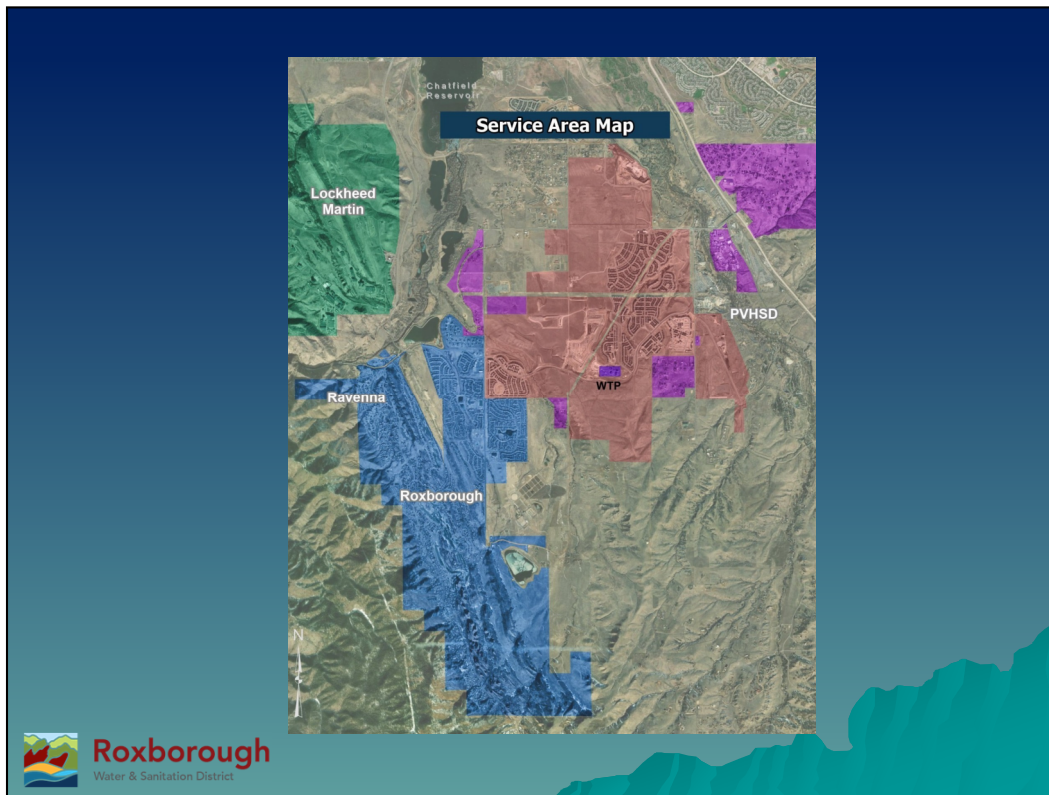 Chatfield
Reservoir
Service Area Map
Lockheed
Martin
PVHSD
WTP
Ravenna
Roxborough
N
Roxborough
Water & Sanitation District